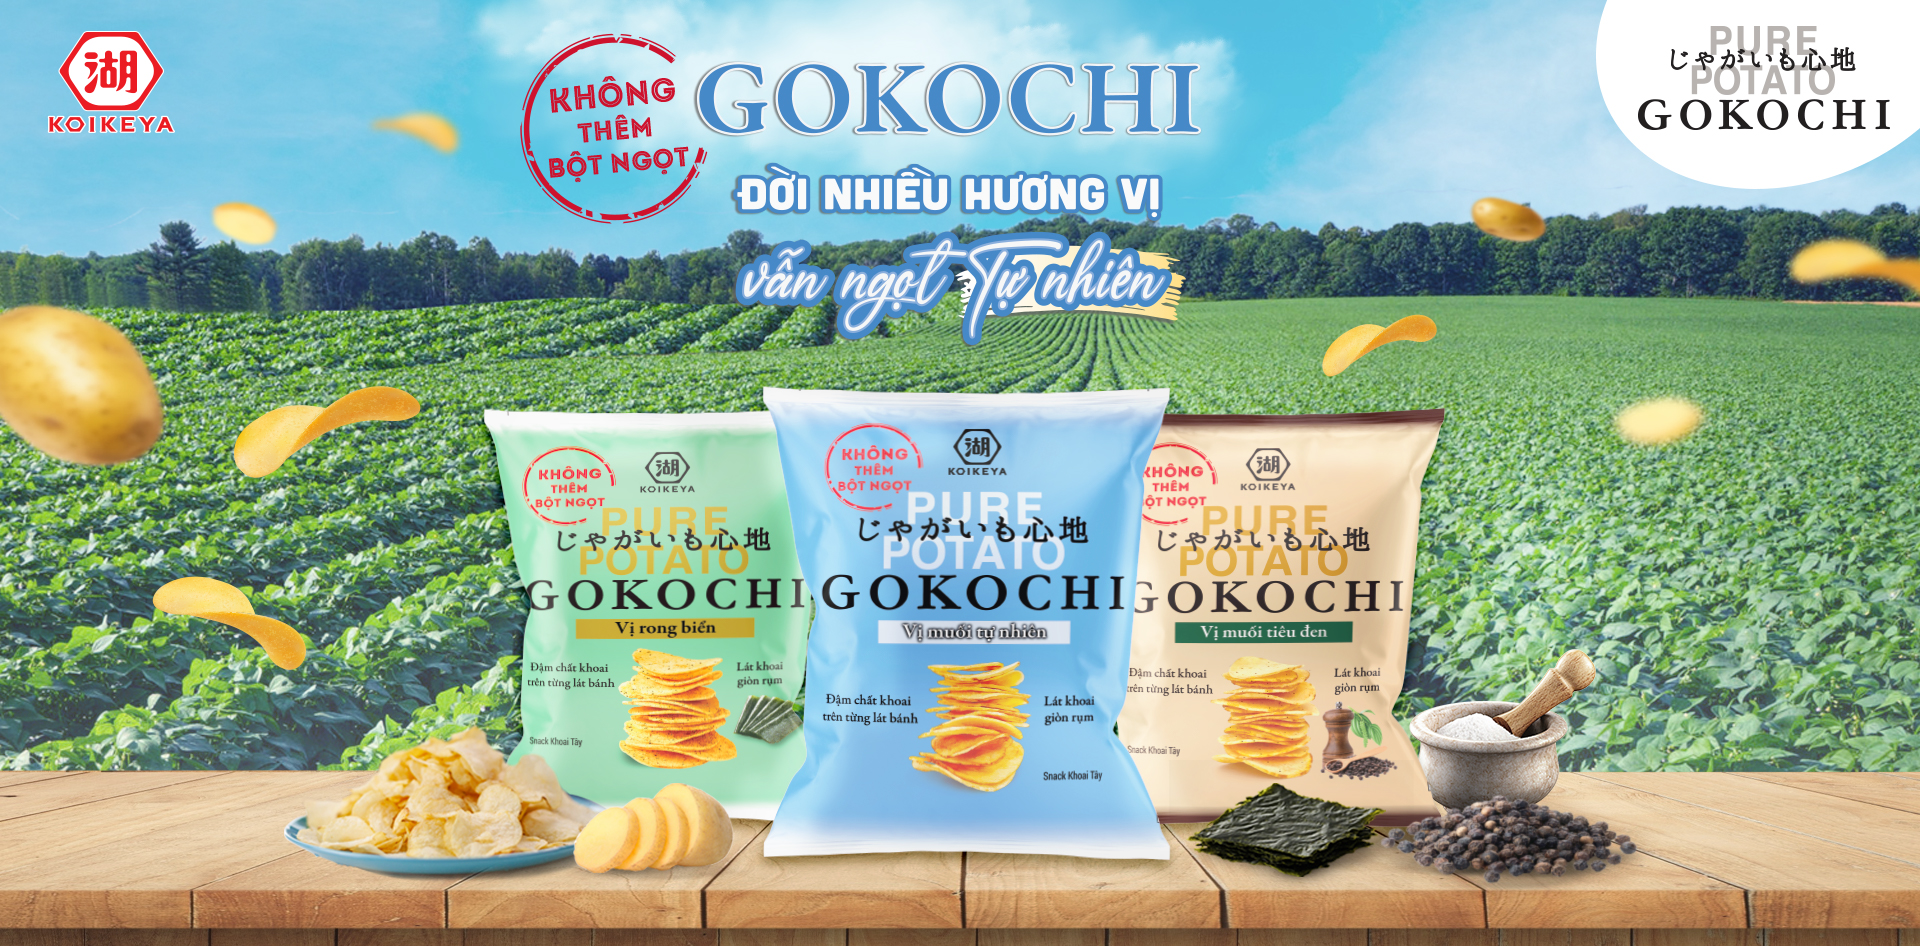 湖
KOIKEYA
KHÔNG
THÊM
BỘT NGỌT
GOKOCHI
ĐỜI NHIỀU HƯƠNG VỊ
vẫn ngọt Tự nhiên
PURE
じゃがいも心地
POTATO
GOKOCHI
KHÔNG
THÊM
BỘT NGỌT
湖
KOIKEYA
PURE
じゃがいも心地
POTATO
GOKOCHI
Vị rong biển
Đậm chất khoai
trên từng lát bánh
Lát khoai
giòn rụm
Snack Khoai Tây
KHÔNG
THÊM
BỘT NGỌT
湖
KOIKEYA
PURE
じゃがいも心地
POTATO
GOKOCHI
Vị muối tự nhiên
Đậm chất khoai
trên từng lát bánh
Lát khoai
giòn rụm
Snack Khoai Tây
KHÔNG
THÊM
BỘT NGỌT
湖
KOIKEYA
PURE
じゃがいも心地
POTATO
GOKOCHI
Vị muối tiêu đen
Đậm chất khoai
trên từng lát bánh
Lát khoai
giòn rụm
Snack Khoai Tây